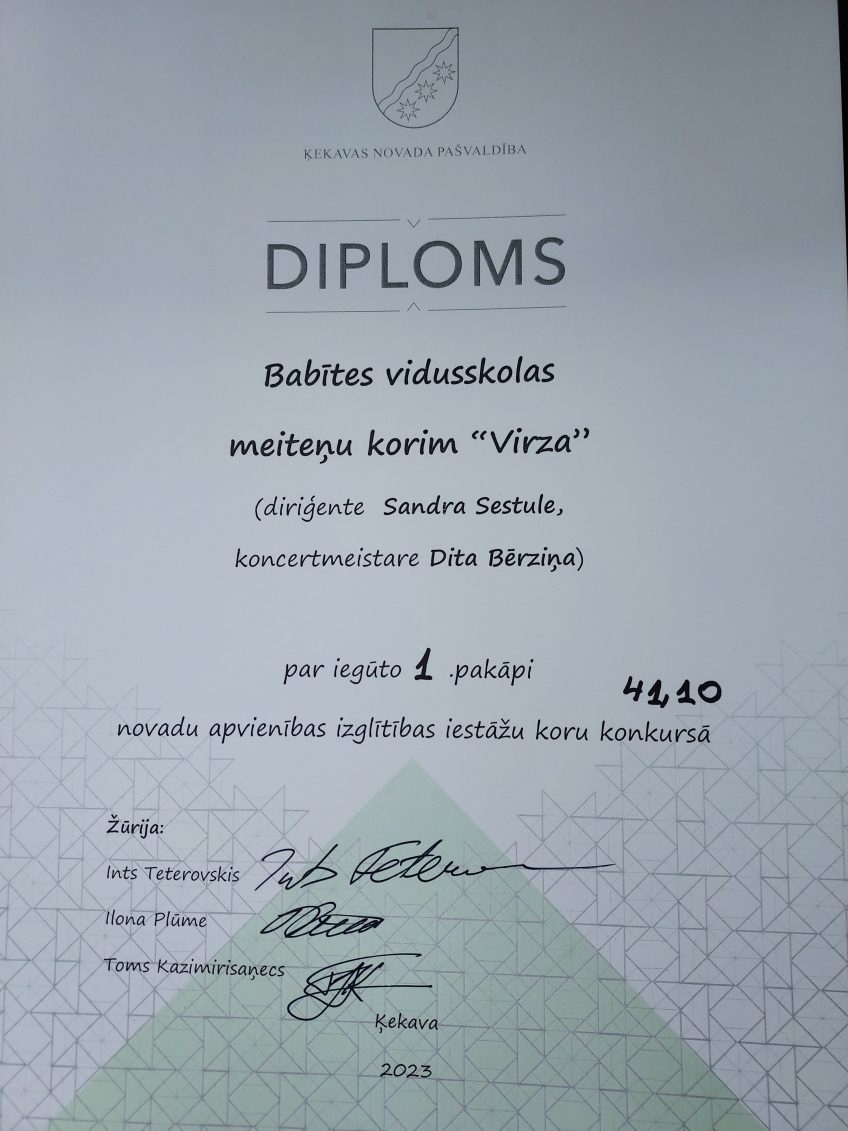 ĶEKAVAS NOVADA PAŠVALDĪBA
DIPLOMS
Babītes vidusskolas
meiteņu korim “Virza”
(diriģente Sandra Sestule,
koncertmeistare Dita Bērziņa)
par iegūto 1 .pakāpi
41,10
novadu apvienības izglītības iestāžu koru konkursā
Žūrija:
Ints Teterovskis
Ilona Plūme
Toms Kazimirisaņecs
Ķekava
2023